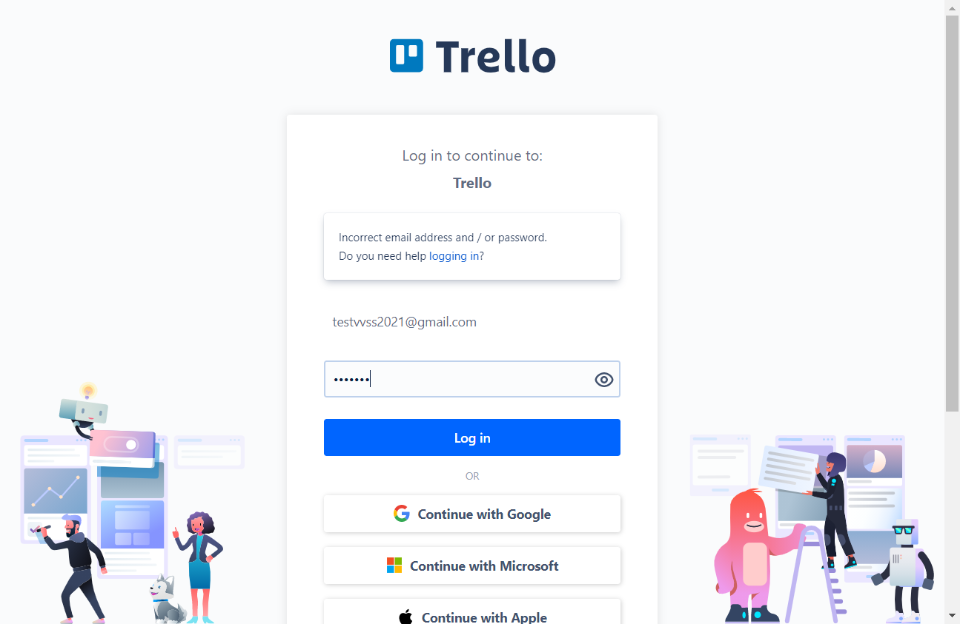 Trello
Log in to continue to:
Trello
Incorrect email address and / or password.
Do you need help logging in?
testvvss2021@gmail.com
•••••••
Log in
OR
Continue with Google
Continue with Microsoft
Continue with Apple